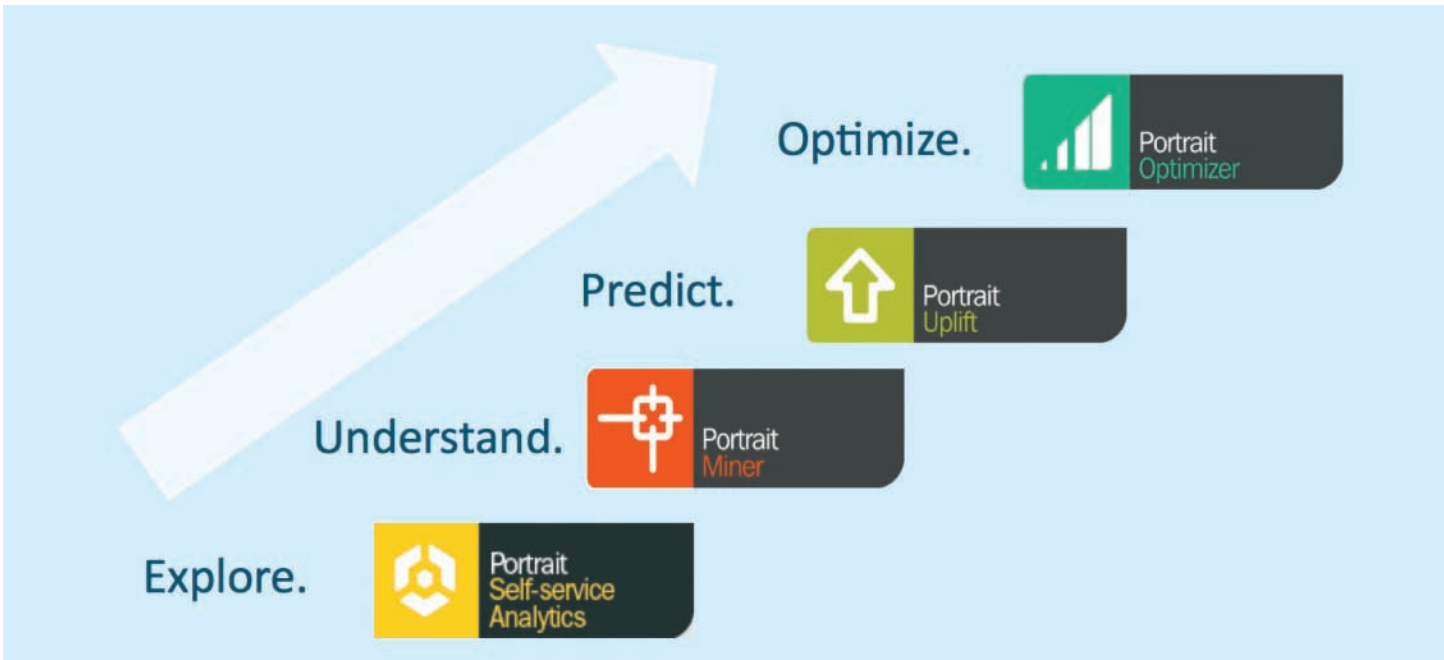 Optimize.
Portrait
Optimizer
Predict.
Portrait
Uplift
Understand.
Portrait
Miner
Explore.
Portrait
Self-service
Analytics